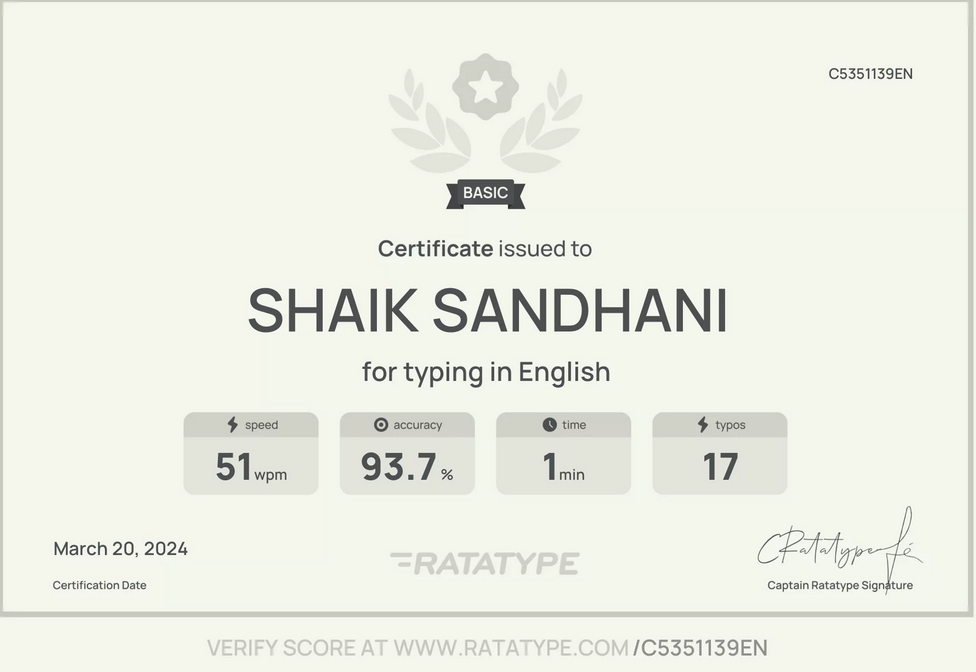 C5351139EN
BASIC
Certificate issued to
SHAIK SANDHANI
for typing in English
speed
51 wpm
accuracy
93.7 %
time
1 min
typos
17
March 20, 2024
Certification Date
RATATYPE
Ratatype
Captain Ratatype Signature
VERIFY SCORE AT WWW.RATATYPE.COM/C5351139EN